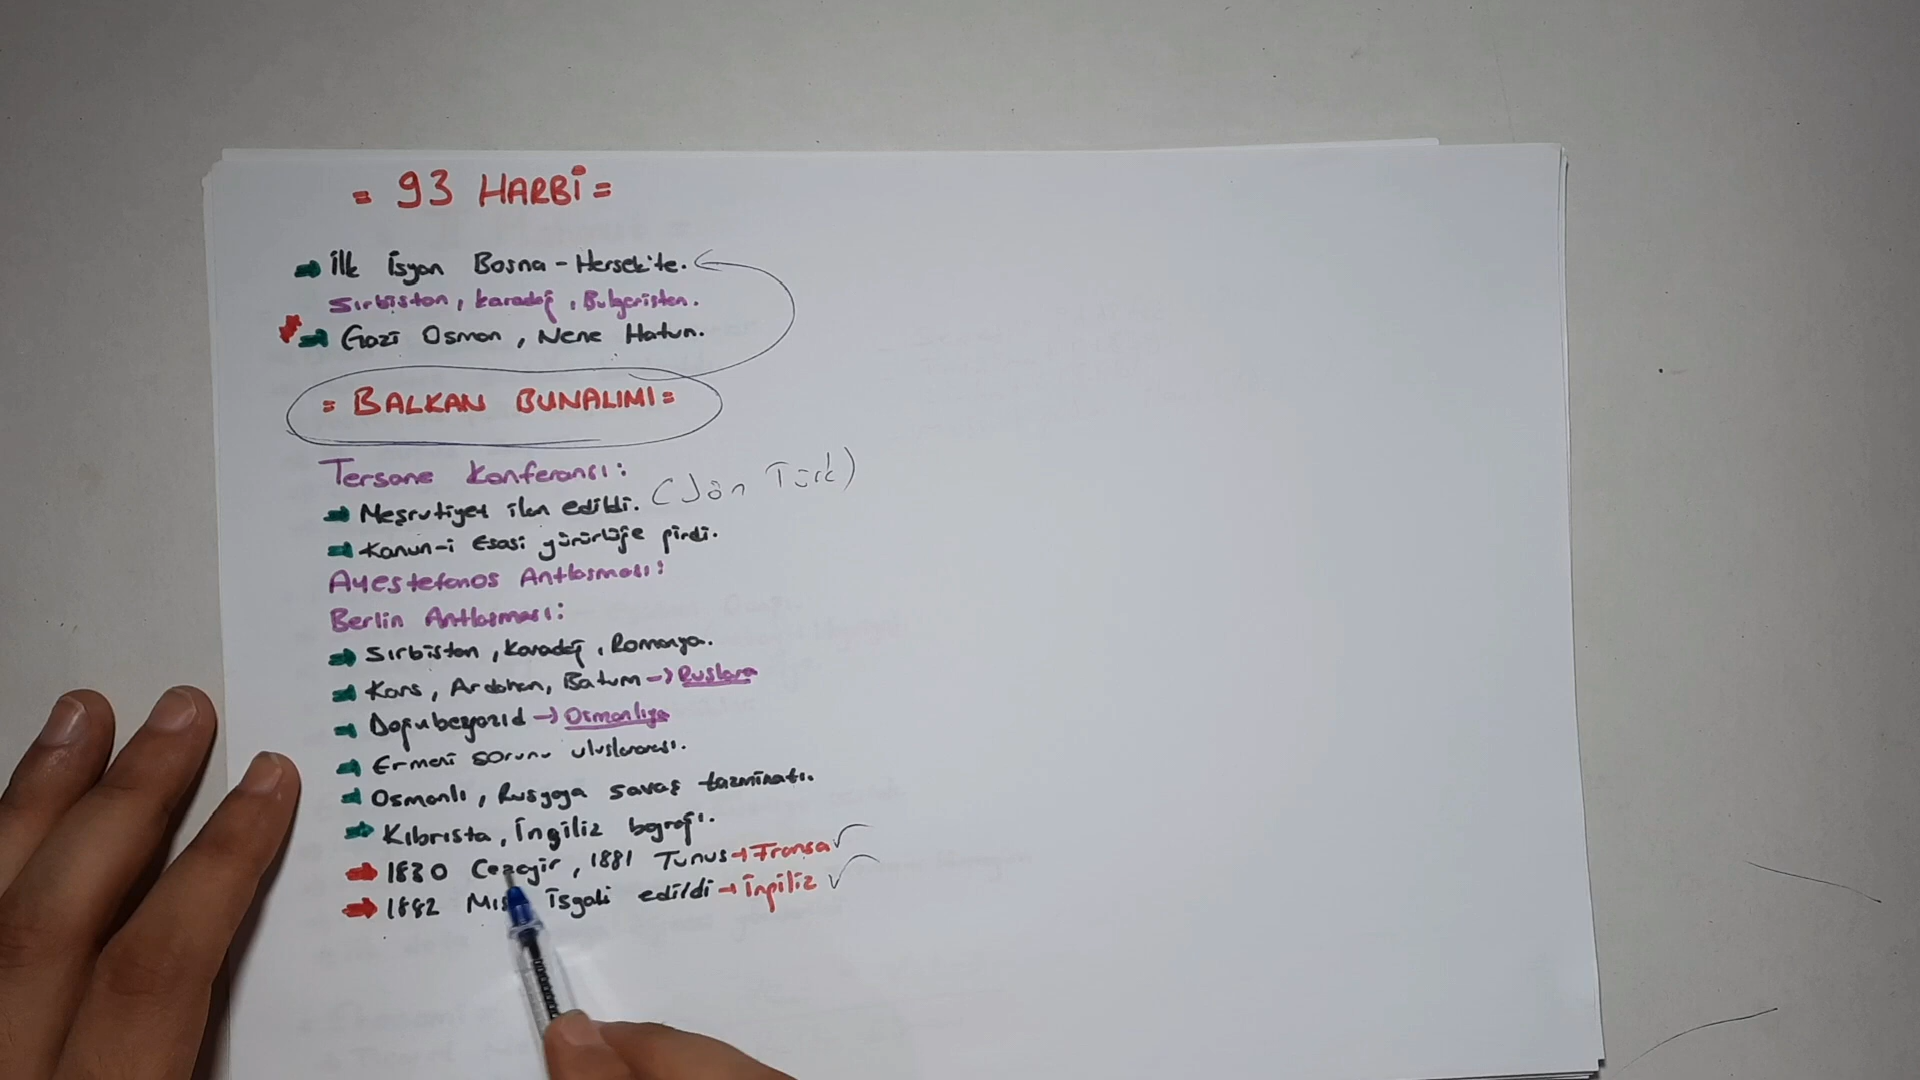 = 93 HARBİ =
İlk İsyan Bosna-Hersek'te.
Sırbistan, Karadağ, Bulgaristan.
Gazi Osman, Nene Hatun.
= BALKAN BUNALIMI =
Tersane Konferansı:
Meşrutiyet ilan edildi. (Jön Türk)
Kanun-i Esasi yürürlüğe girdi.
Ayestefanos Antlaşması:
Berlin Antlaşması:
Sırbistan, Karadağ, Romanya.
Kars, Ardahan, Batum → Ruslara
Doğubeyazıd → Osmanlıya
Ermeni sorunu uluslararası.
Osmanlı, Rusyaya savaş tazminatı.
Kıbrısta, İngiliz bayrağı.
1830 Cezayir, 1881 Tunus → Fransa ✓
1882 İşgali edildi → İngiliz ✓